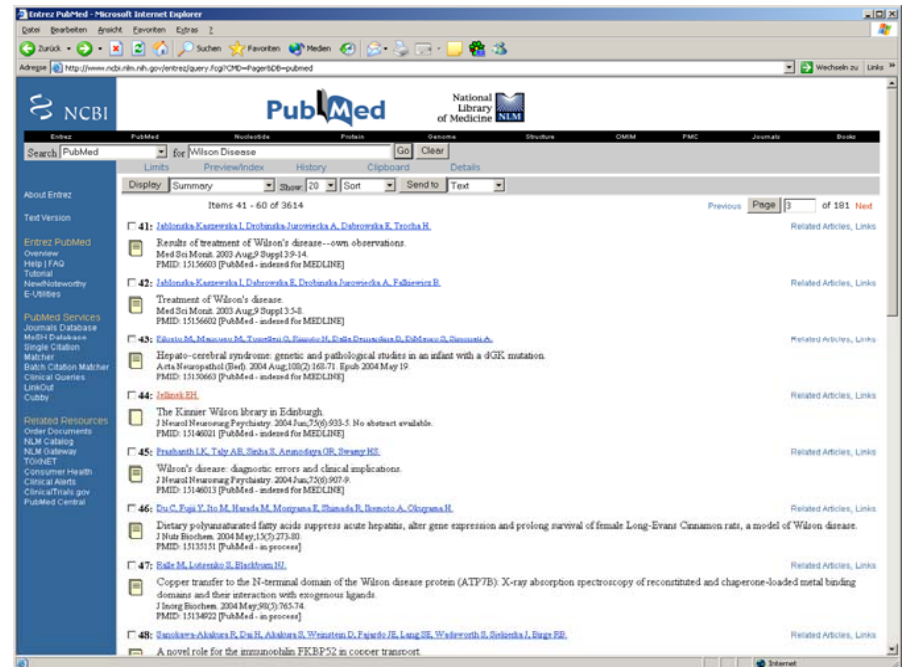 Entrez PubMed - Microsoft Internet Explorer
Datei Bearbeiten Ansicht Favoriten Extras ?
Zurück Suchen Favoriten Medien
Adresse http://www.ncbi.nlm.nih.gov/entrez/query.fcgi?CMD=Pager&DB=pubmed Wechseln zu Links »
NCBI PubMed National Library of Medicine NLM
Entrez PubMed Nucleotide Protein Genome Structure OMIM PMC Journals Books
Search PubMed for Wilson Disease Go Clear
Limits Preview/Index History Clipboard Details
Display Summary Show: 20 Sort Send to Text
Items 41 - 60 of 3614 Previous Page 3 of 181 Next
About Entrez
Text Version
Entrez PubMed
Overview
Help | FAQ
Tutorial
New/Noteworthy
E-Utilities
PubMed Services
Journals Database
MeSH Database
Single Citation
Matcher
Batch Citation Matcher
Clinical Queries
LinkOut
Cubby
Related Resources
Order Documents
NLM Catalog
NLM Gateway
TOXNET
Consumer Health
Clinical Alerts
ClinicalTrials.gov
PubMed Central
41: Jablonska-Kaszewska I, Drobinska-Jurowiecka A, Dabrowska E, Trocha H. Related Articles, Links
Results of treatment of Wilson's disease--own observations.
Med Sci Monit. 2003 Aug;9 Suppl 3:9-14.
PMID: 15156603 [PubMed - indexed for MEDLINE]
42: Jablonska-Kaszewska I, Dabrowska E, Drobinska-Jurowiecka A, Falkiewicz B. Related Articles, Links
Treatment of Wilson's disease.
Med Sci Monit. 2003 Aug;9 Suppl 3:5-8.
PMID: 15156602 [PubMed - indexed for MEDLINE]
43: Related Articles, Links
Hepato-cerebral syndrome: genetic and pathological studies in an infant with a dGK mutation.
Acta Neuropathol (Berl). 2004 Aug;108(2):168-71. Epub 2004 May 19.
PMID: 15150663 [PubMed - indexed for MEDLINE]
44: Jellinek EH. Related Articles, Links
The Kinnier Wilson library in Edinburgh.
J Neurol Neurosurg Psychiatry. 2004 Jun;75(6):933-5. No abstract available.
PMID: 15146021 [PubMed - indexed for MEDLINE]
45: Prashanth LK, Taly AB, Sinha S, Arunodaya GR, Swamy HS. Related Articles, Links
Wilson's disease: diagnostic errors and clinical implications.
J Neurol Neurosurg Psychiatry. 2004 Jun;75(6):907-9.
PMID: 15146013 [PubMed - indexed for MEDLINE]
46: Du C, Fujii Y, Ito M, Harada M, Moriyama E, Shimada R, Ikemoto A, Okuyama H. Related Articles, Links
Dietary polyunsaturated fatty acids suppress acute hepatitis, alter gene expression and prolong survival of female Long-Evans Cinnamon rats, a model of Wilson disease.
J Nutr Biochem. 2004 May;15(5):273-80.
PMID: 15135151 [PubMed - in process]
47: Ralle M, Lutsenko S, Blackburn NJ. Related Articles, Links
Copper transfer to the N-terminal domain of the Wilson disease protein (ATP7B): X-ray absorption spectroscopy of reconstituted and chaperone-loaded metal binding
domains and their interaction with exogenous ligands.
J Inorg Biochem. 2004 May;98(5):765-74.
PMID: 15134922 [PubMed - in process]
48: Sanokawa-Akakura R, Dai H, Akakura S, Weinstein D, Fajardo JE, Lang SE, Wadsworth S, Siekierka J, Birge RB. Related Articles, Links
A novel role for the immunophilin FKBP52 in copper transport.
Internet